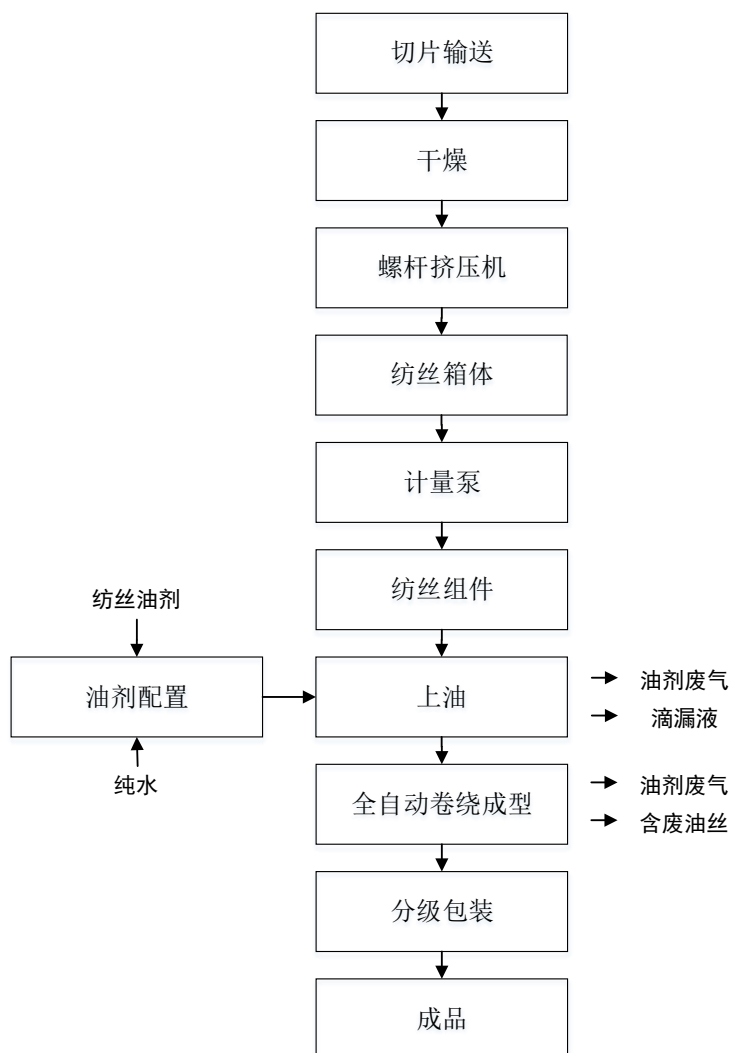 切片输送
干燥
螺杆挤压机
纺丝箱体
计量泵
纺丝组件
纺丝油剂
油剂配置
上油
油剂废气
滴漏液
纯水
全自动卷绕成型
油剂废气
含废油丝
分级包装
成品